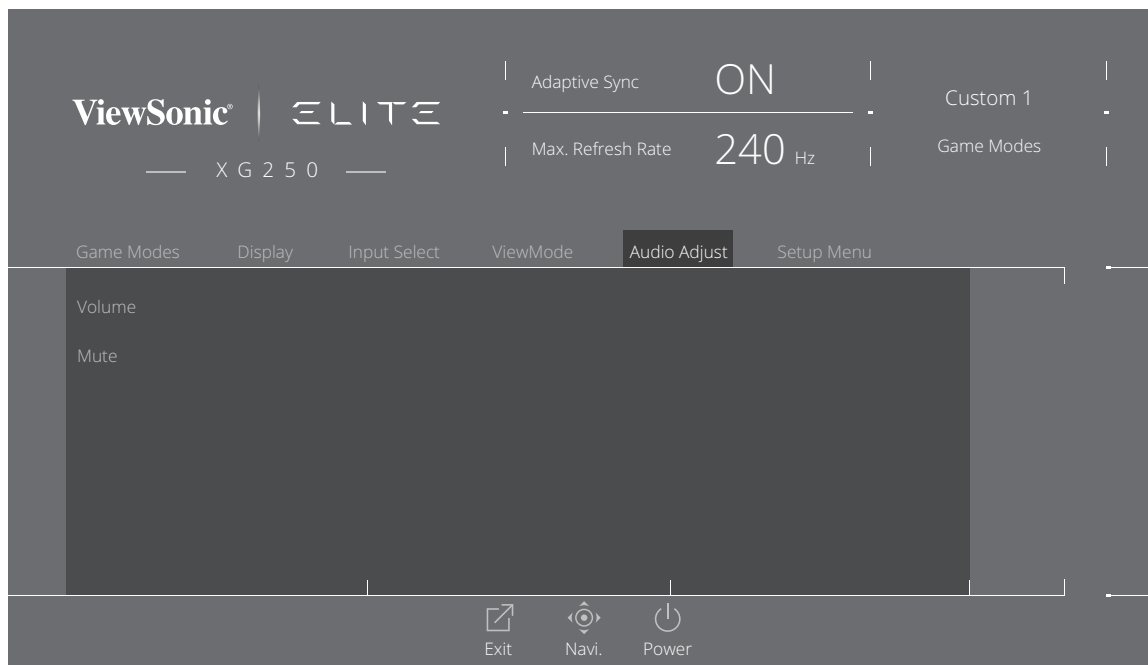 ViewSonic® ELITE
XG250
Adaptive Sync ON
Max. Refresh Rate 240 Hz
Custom 1
Game Modes
Game Modes Display Input Select ViewMode Audio Adjust Setup Menu
Volume
Mute
Exit Navi. Power